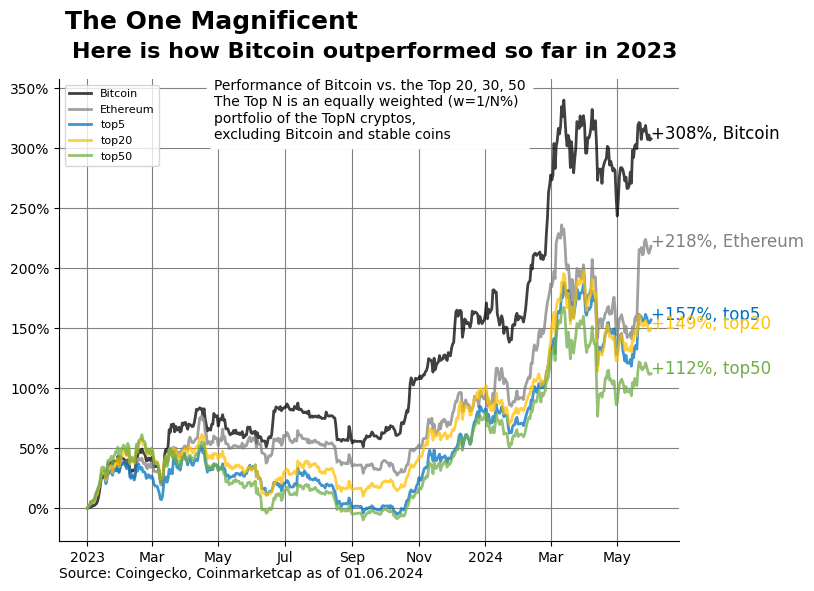 The One Magnificent
Here is how Bitcoin outperformed so far in 2023
Performance of Bitcoin vs. the Top 20, 30, 50
The Top N is an equally weighted (w=1/N%)
portfolio of the TopN cryptos,
excluding Bitcoin and stable coins
Bitcoin
Ethereum
top5
top20
top50
350%
300%
250%
200%
150%
100%
50%
0%
+308%, Bitcoin
+218%, Ethereum
+157%, top5
+149%, top20
+112%, top50
2023 Mar May Jul Sep Nov 2024 Mar May
Source: Coingecko, Coinmarketcap as of 01.06.2024